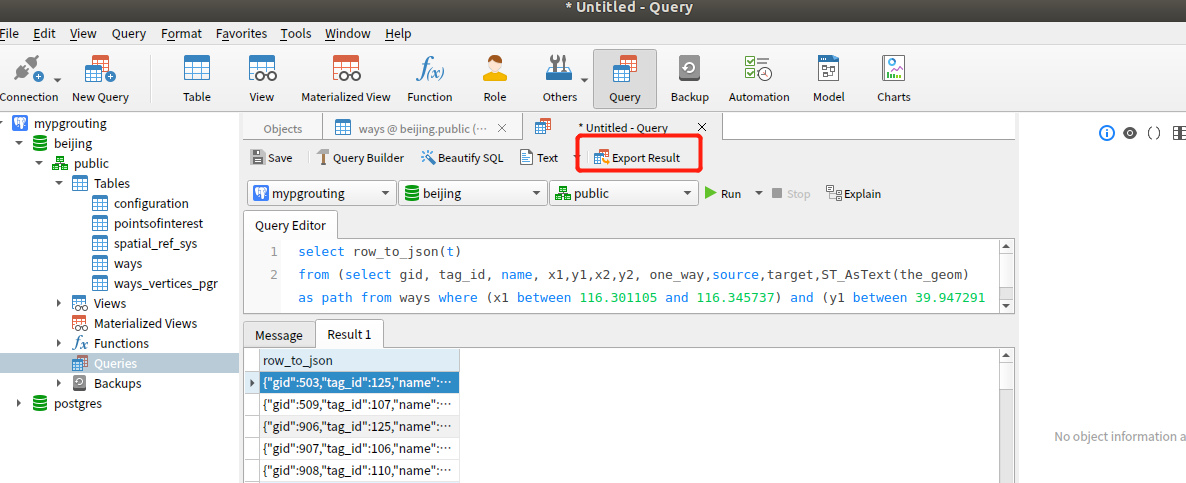 * Untitled - Query
File Edit View Query Format Favorites Tools Window Help
Connection New Query Table View Materialized View Function Role Others Query Backup Automation Model Charts
mypgrouting
beijing
public
Tables
configuration
pointsofinterest
spatial_ref_sys
ways
ways_vertices_pgr
Views
Materialized Views
Functions
Queries
Backups
postgres
Objects ways @ beijing.public (··· * Untitled - Query
Save Query Builder Beautify SQL Text Export Result
mypgrouting beijing public Run Stop Explain
Query Editor
1 select row_to_json(t)
2 from (select gid, tag_id, name, x1,y1,x2,y2, one_way,source,target,ST_AsText(the_geom)
as path from ways where (x1 between 116.301105 and 116.345737) and (y1 between 39.947291
Message Result 1
row_to_json
{"gid":503,"tag_id":125,"name":···
{"gid":509,"tag_id":107,"name":···
{"gid":906,"tag_id":125,"name":···
{"gid":907,"tag_id":106,"name":···
{"gid":908,"tag_id":110,"name":···
No object information a